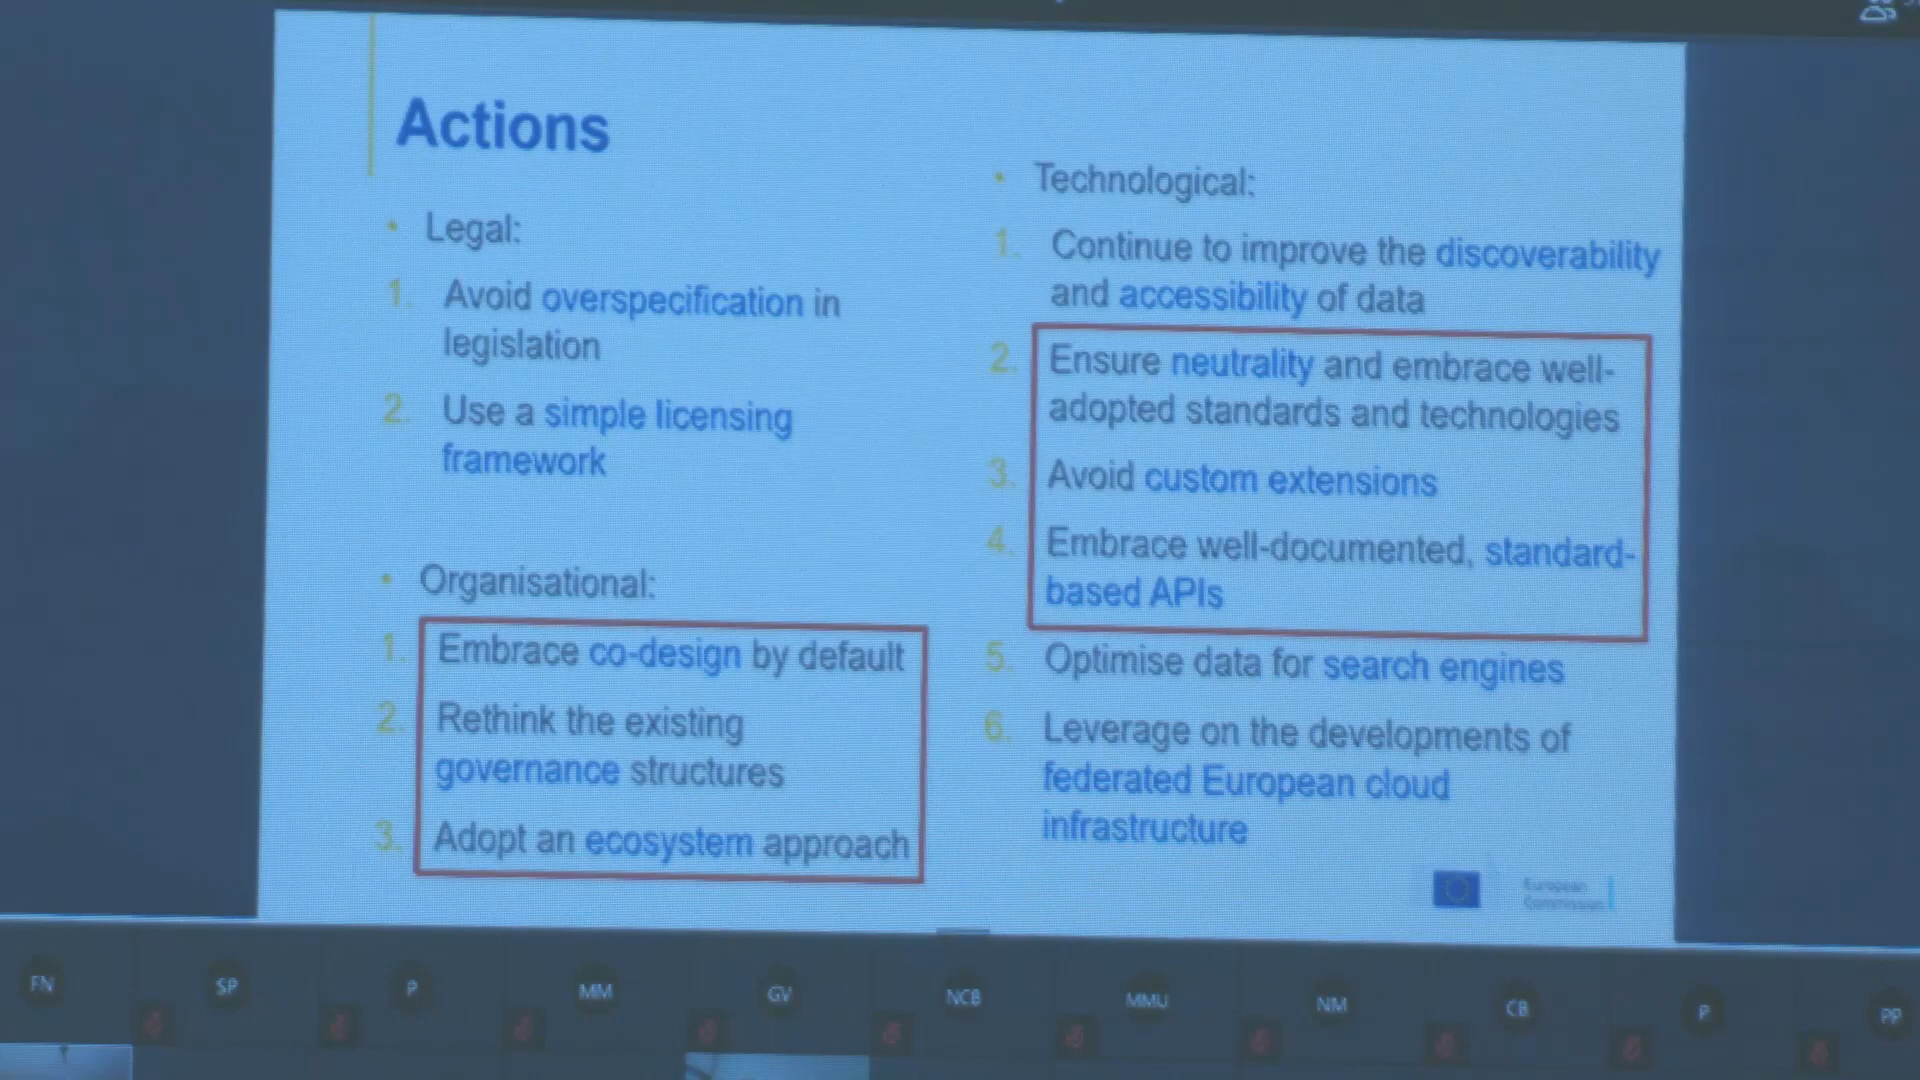 Actions
• Legal:
1. Avoid overspecification in
legislation
2. Use a simple licensing
framework
• Organisational:
1. Embrace co-design by default
2. Rethink the existing
governance structures
3. Adopt an ecosystem approach
• Technological:
1. Continue to improve the discoverability
and accessibility of data
2. Ensure neutrality and embrace well-
adopted standards and technologies
3. Avoid custom extensions
4. Embrace well-documented, standard-
based APIs
5. Optimise data for search engines
6. Leverage on the developments of
federated European cloud
infrastructure
European
Commission
FN SP P MM GV NCB MMU NM CB P PP